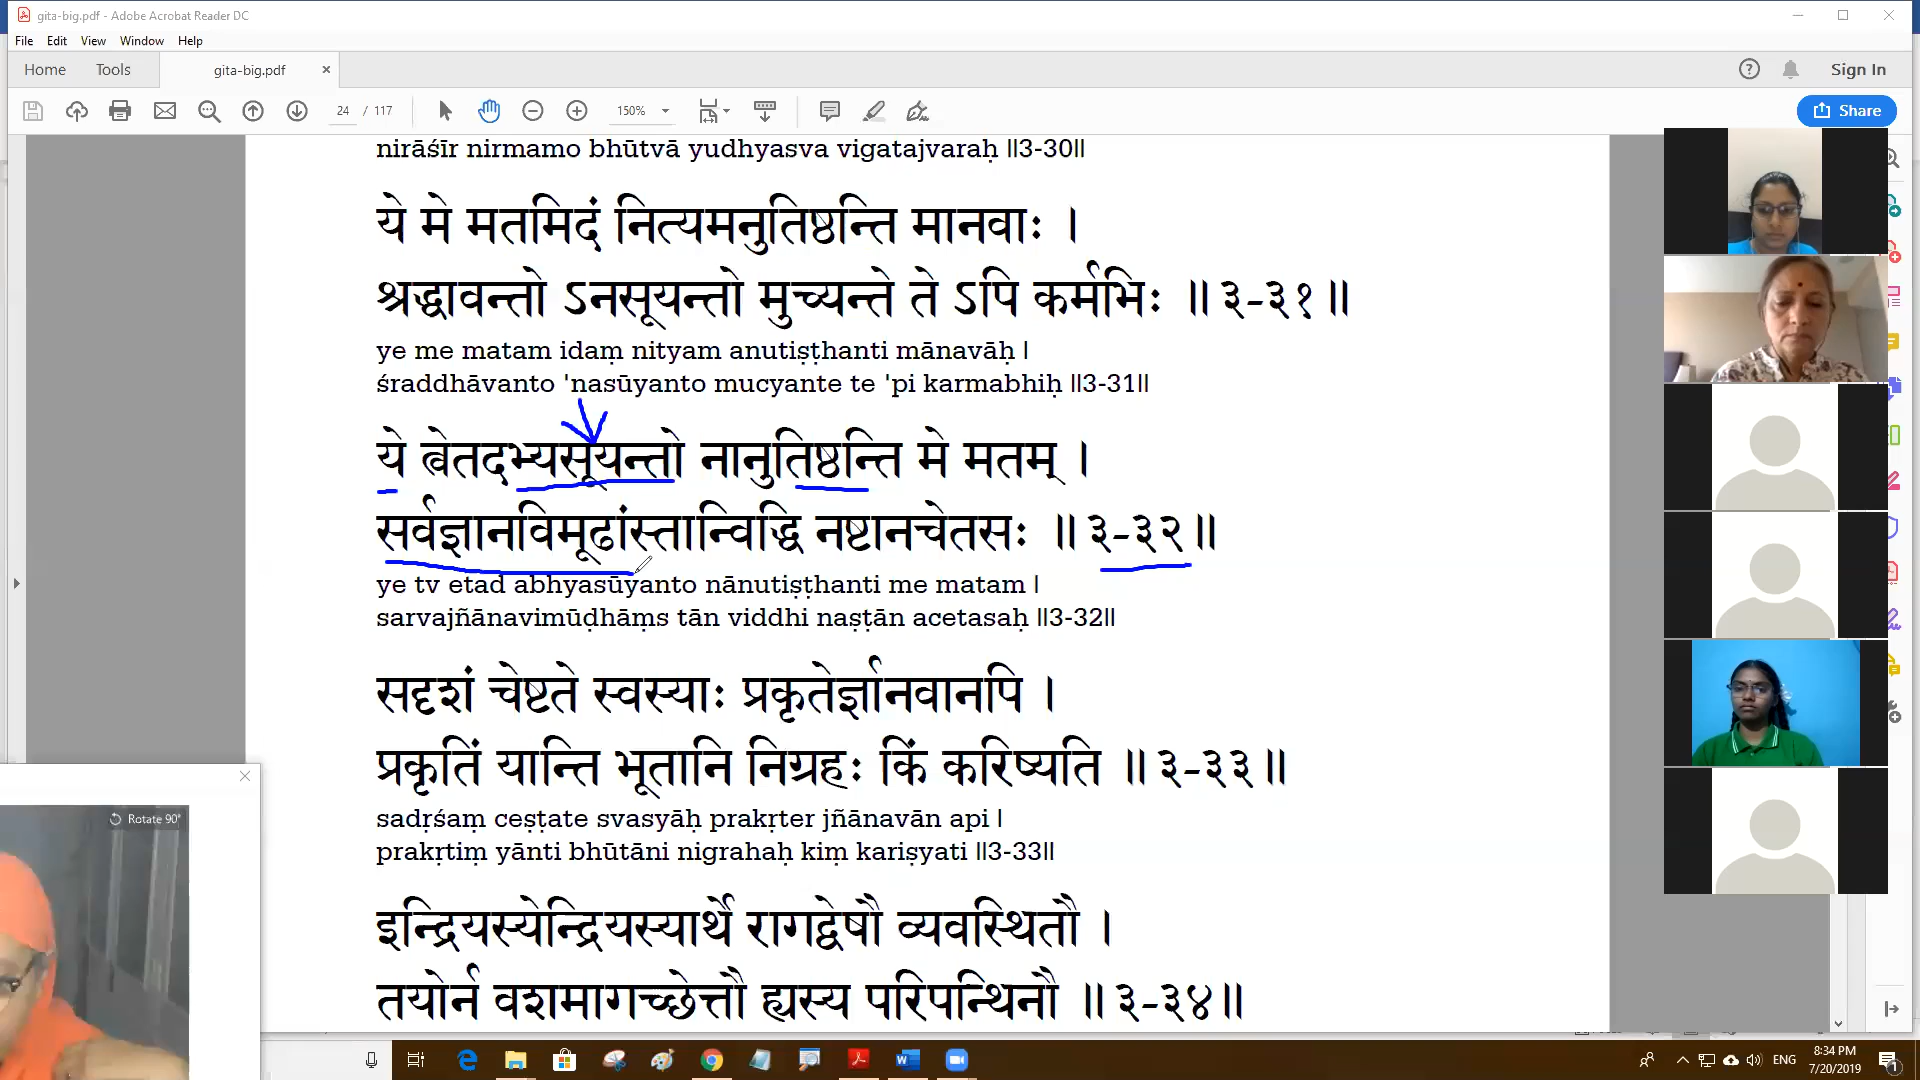 gita-big.pdf - Adobe Acrobat Reader DC
File Edit View Window Help
Home Tools gita-big.pdf × Sign In
24 / 117 150% Share
nirāśīr nirmamo bhūtvā yudhyasva vigatajvaraḥ ||3-30||
ये मे मतमिदं नित्यमनुतिष्ठन्ति मानवाः ।
श्रद्धावन्तो ऽनसूयन्तो मुच्यन्ते ते ऽपि कर्मभिः ॥३-३१॥
ye me matam idaṃ nityam anutiṣṭhanti mānavāḥ |
śraddhāvanto 'nasūyanto mucyante te 'pi karmabhiḥ ||3-31||
ये त्वेतदभ्यसूयन्तो नानुतिष्ठन्ति मे मतम् ।
सर्वज्ञानविमूढांस्तान्विद्धि नष्टानचेतसः ॥३-३२॥
ye tv etad abhyasūyanto nānutiṣṭhanti me matam |
sarvajñānavimūḍhāṃs tān viddhi naṣṭān acetasaḥ ||3-32||
सदृशं चेष्टते स्वस्याः प्रकृतेर्ज्ञानवानपि ।
प्रकृतिं यान्ति भूतानि निग्रहः किं करिष्यति ॥३-३३॥
sadṛśaṃ ceṣṭate svasyāḥ prakṛter jñānavān api |
prakṛtiṃ yānti bhūtāni nigrahaḥ kiṃ kariṣyati ||3-33||
इन्द्रियस्येन्द्रियस्यार्थे रागद्वेषौ व्यवस्थितौ ।
तयोर्न वशमागच्छेत्तौ ह्यस्य परिपन्थिनौ ॥३-३४॥
Rotate 90°
ENG 8:34 PM
7/20/2019